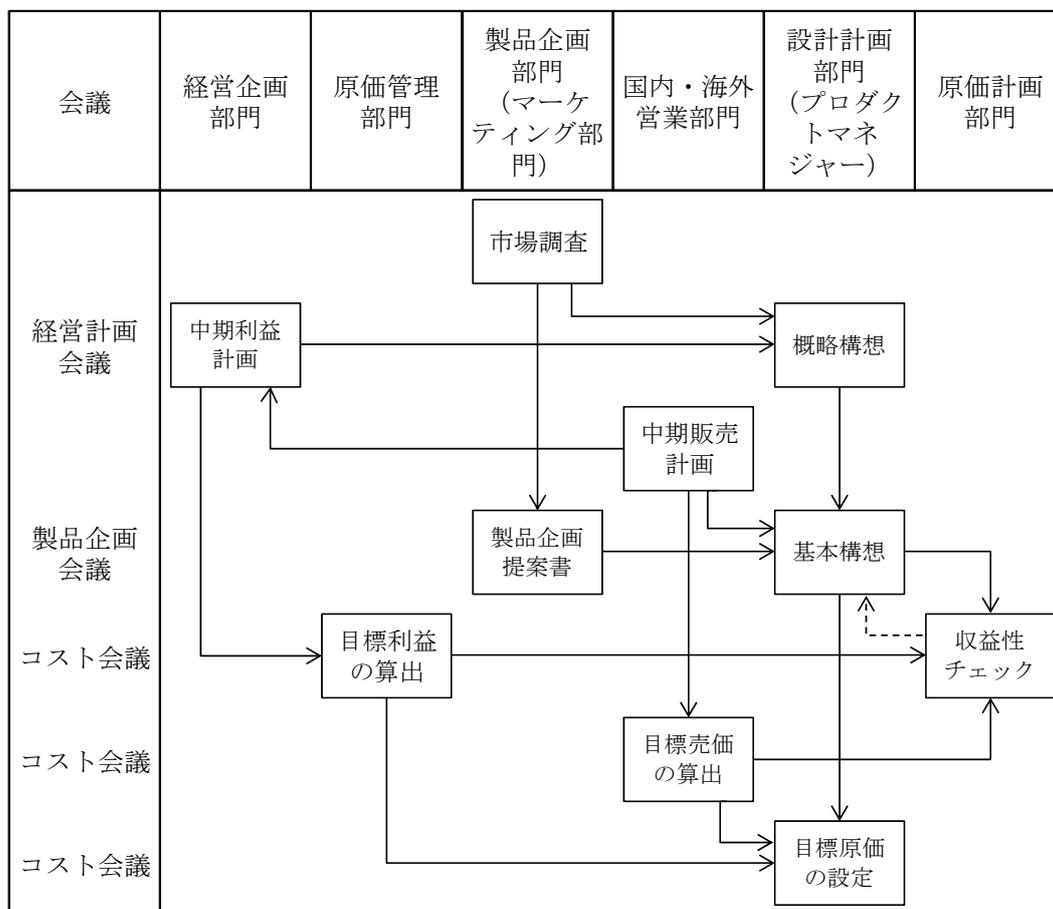 会議
経営企画
部門
原価管理
部門
製品企画
部門
（マーケ
ティング部
門）
国内・海外
営業部門
設計計画
部門
（プロダク
トマネ
ジャー）
原価計画
部門
市場調査
経営計画
会議
中期利益
計画
概略構想
中期販売
計画
製品企画
会議
製品企画
提案書
基本構想
コスト会議
目標利益
の算出
収益性
チェック
コスト会議
目標売価
の算出
コスト会議
目標原価
の設定